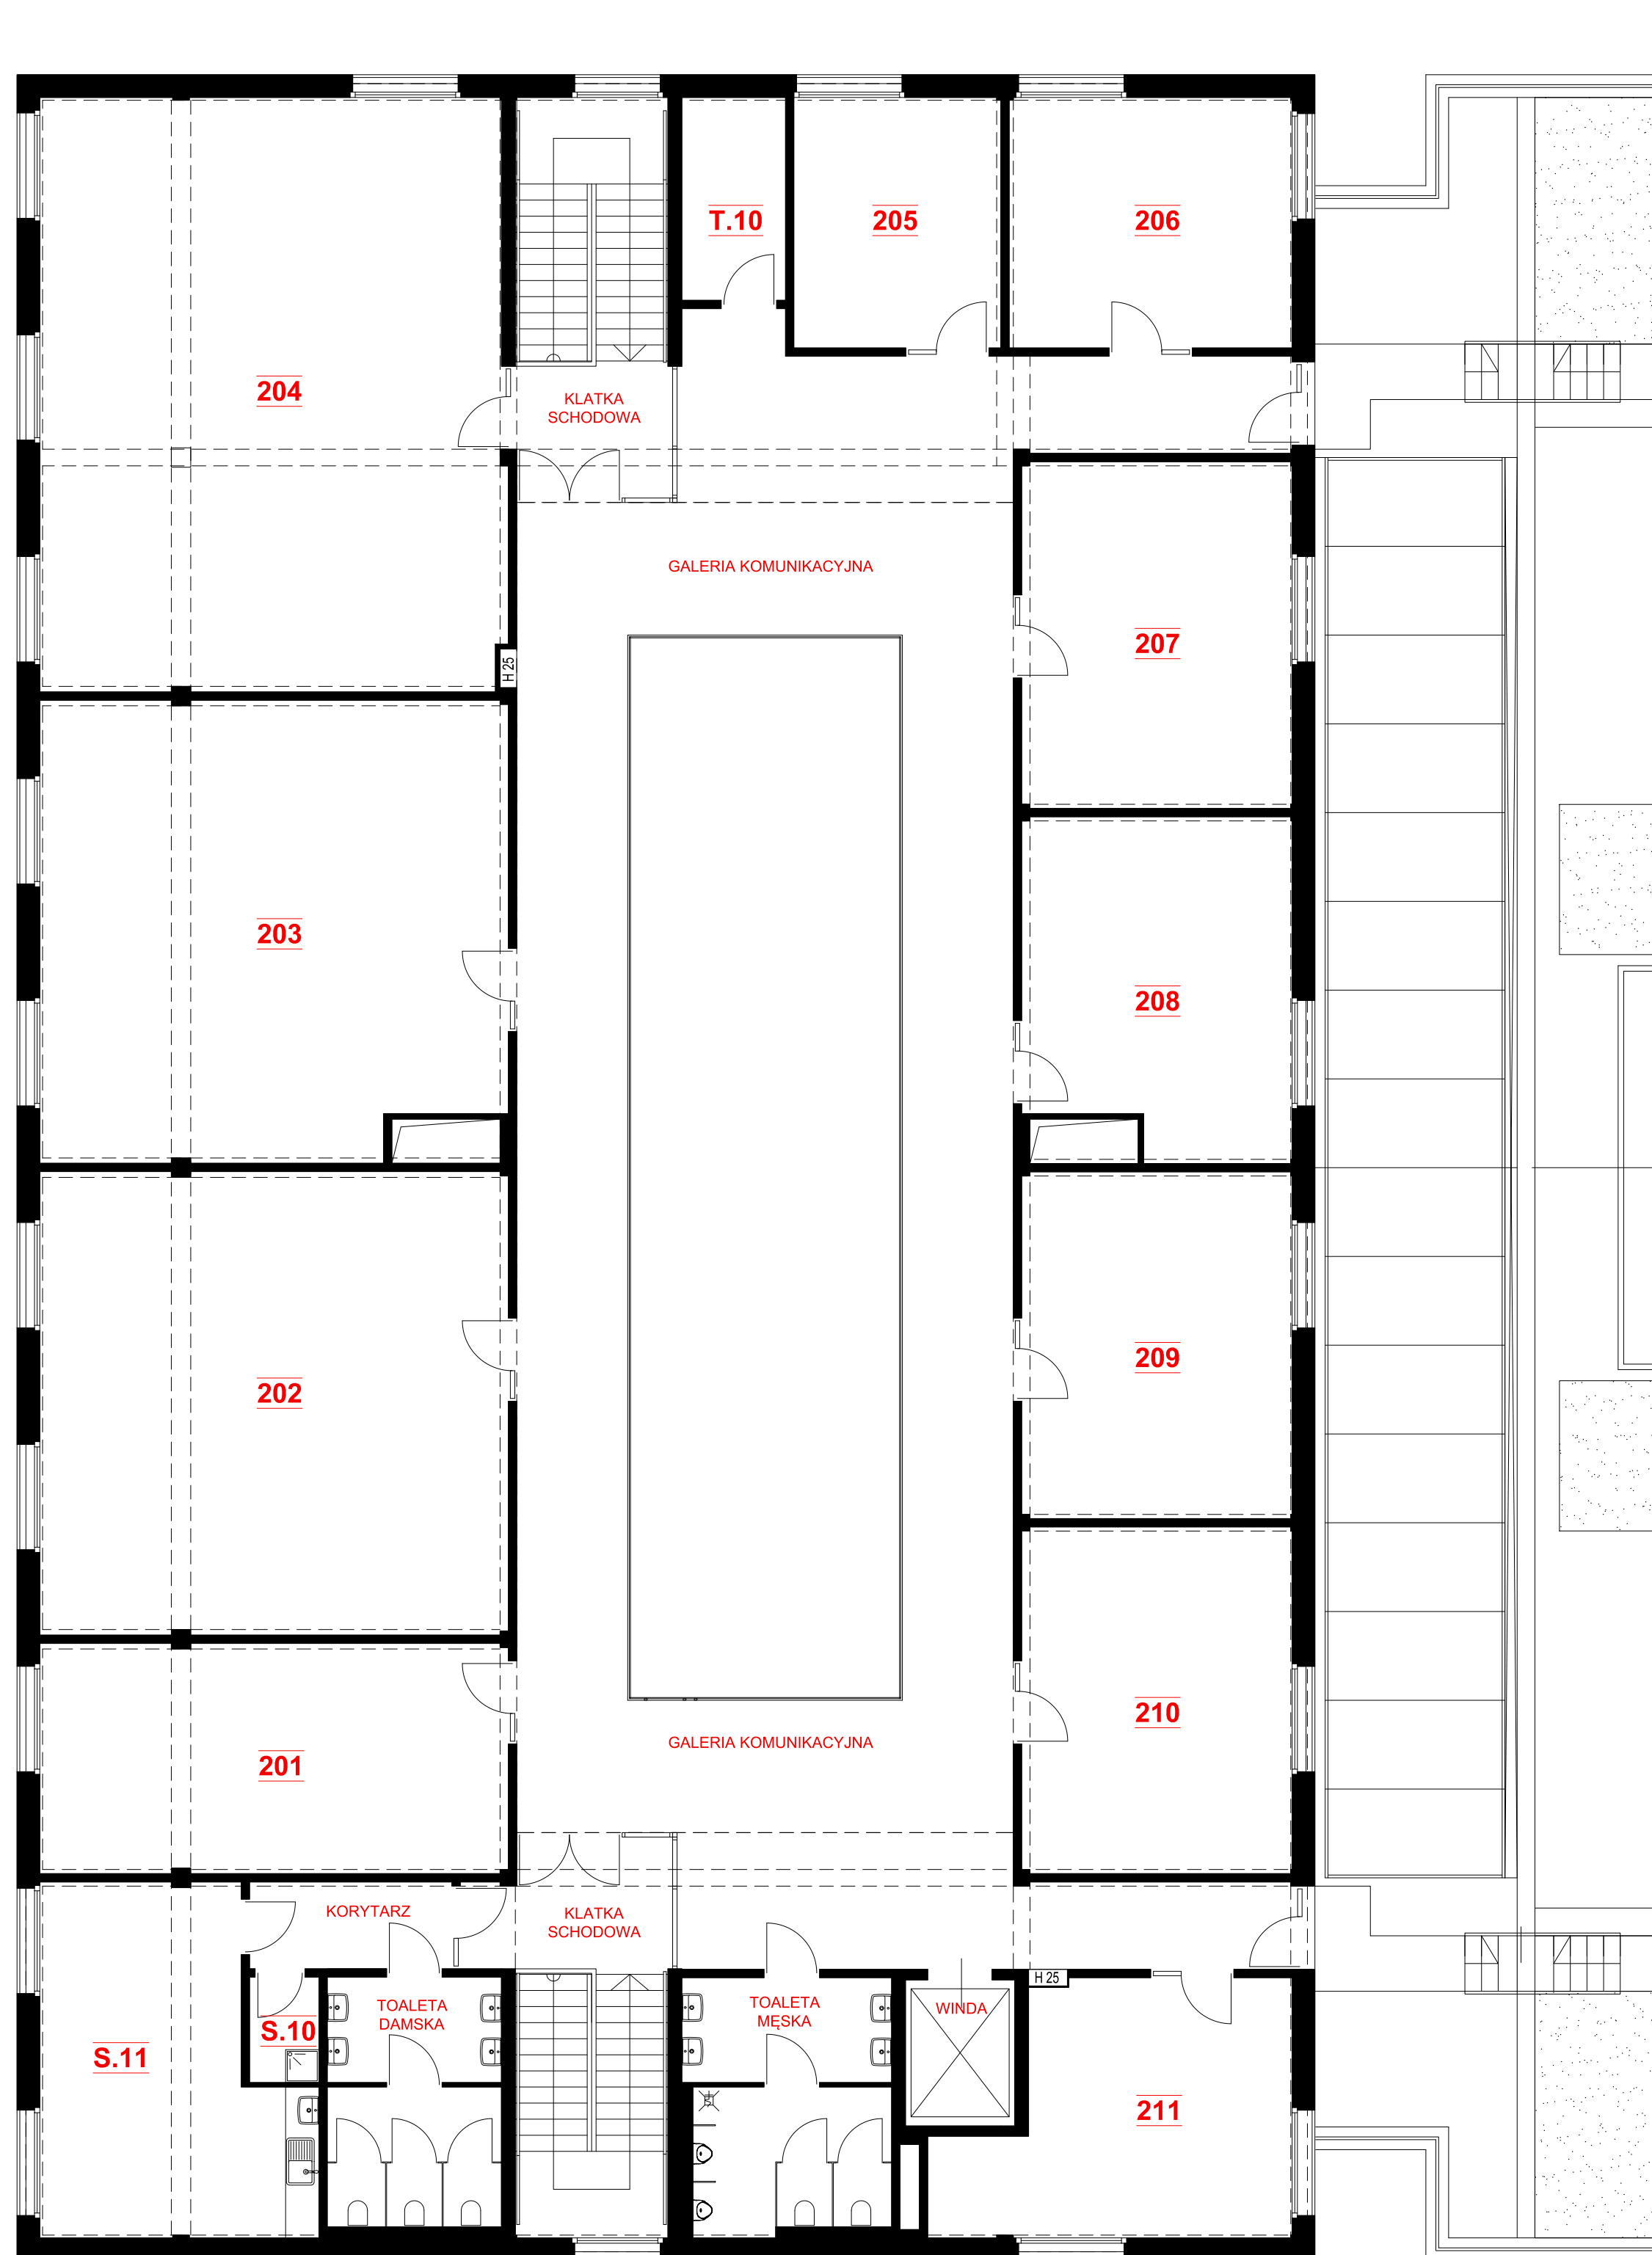 T.10
205
206
204
KLATKA
SCHODOWA
GALERIA KOMUNIKACYJNA
207
H 25
203
208
209
202
210
GALERIA KOMUNIKACYJNA
201
KORYTARZ
KLATKA
SCHODOWA
H 25
TOALETA
DAMSKA
TOALETA
MĘSKA
WINDA
S.10
S.11
211